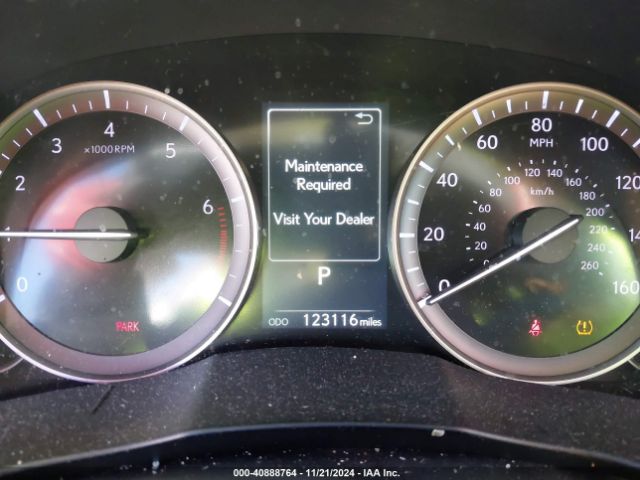 4
3
5
x1000RPM
2
6
0
PARK
Maintenance
Required
Visit Your Dealer
P
ODO 123116 miles
80
60
MPH
100
40
120
20
0
160
120 140
100
160
80
km/h
180
60
200
40
220
20
240
0
260
000-40888764 - 11/21/2024 - IAA Inc.